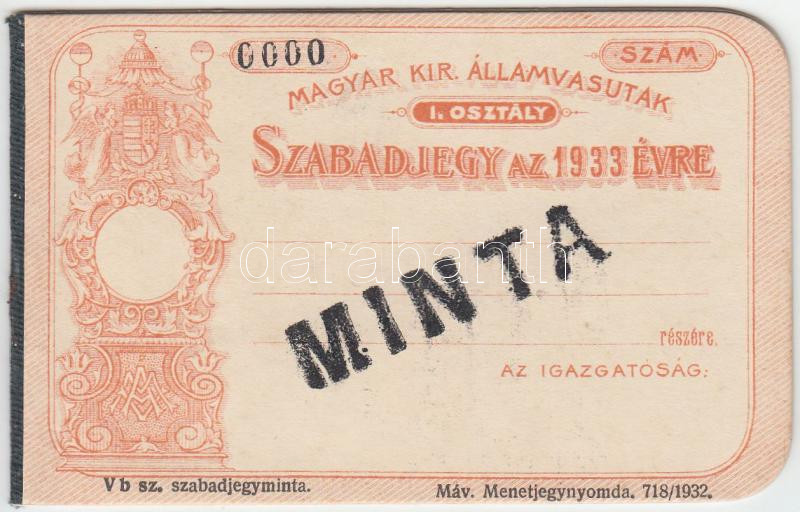 0000 SZÁM
MAGYAR KIR. ÁLLAMVASUTAK
I. OSZTÁLY
SZABADJEGY AZ 1933 ÉVRE
MINTA
darabanth
részére.
AZ IGAZGATÓSÁG:
V b sz. szabadjegyminta.
Máv. Menetjegynyomda. 718/1932.